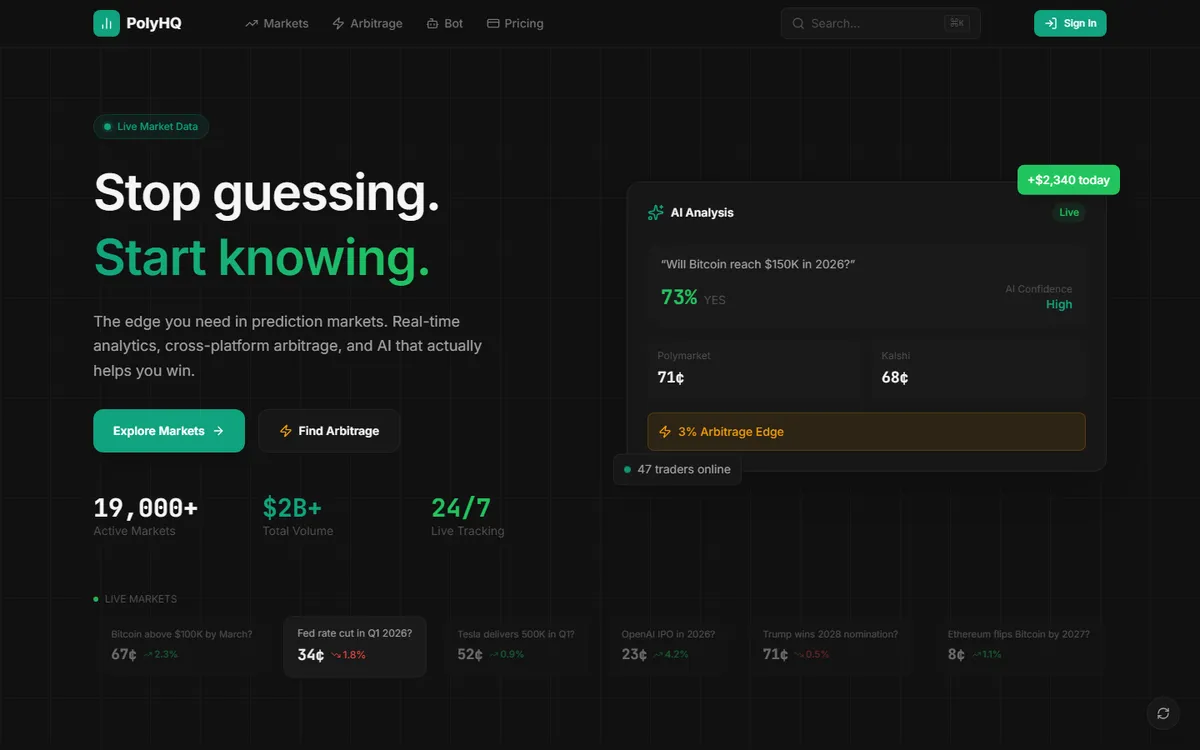 PolyHQ
Markets
Arbitrage
Bot
Pricing
Search...
⌘K
Sign In
Live Market Data
Stop guessing.
Start knowing.
The edge you need in prediction markets. Real-time
analytics, cross-platform arbitrage, and AI that actually
helps you win.
Explore Markets →
Find Arbitrage
19,000+
Active Markets
$2B+
Total Volume
24/7
Live Tracking
+$2,340 today
AI Analysis
Live
“Will Bitcoin reach $150K in 2026?”
73% YES
AI Confidence
High
Polymarket
71¢
Kalshi
68¢
3% Arbitrage Edge
47 traders online
LIVE MARKETS
Bitcoin above $100K by March?
67¢ 2.3%
Fed rate cut in Q1 2026?
34¢ 1.8%
Tesla delivers 500K in Q1?
52¢ 0.9%
OpenAI IPO in 2026?
23¢ 4.2%
Trump wins 2028 nomination?
71¢ 0.5%
Ethereum flips Bitcoin by 2027?
8¢ 1.1%